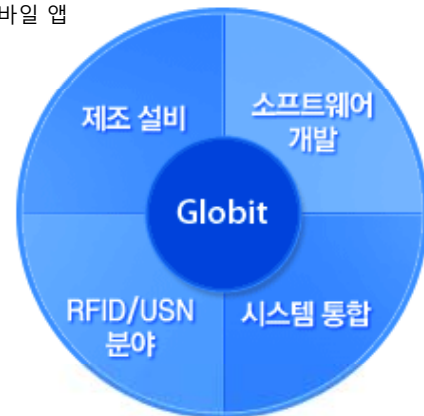 바일 앱
제조 설비
소프트웨어
개발
Globit
RFID/USN
분야
시스템 통합